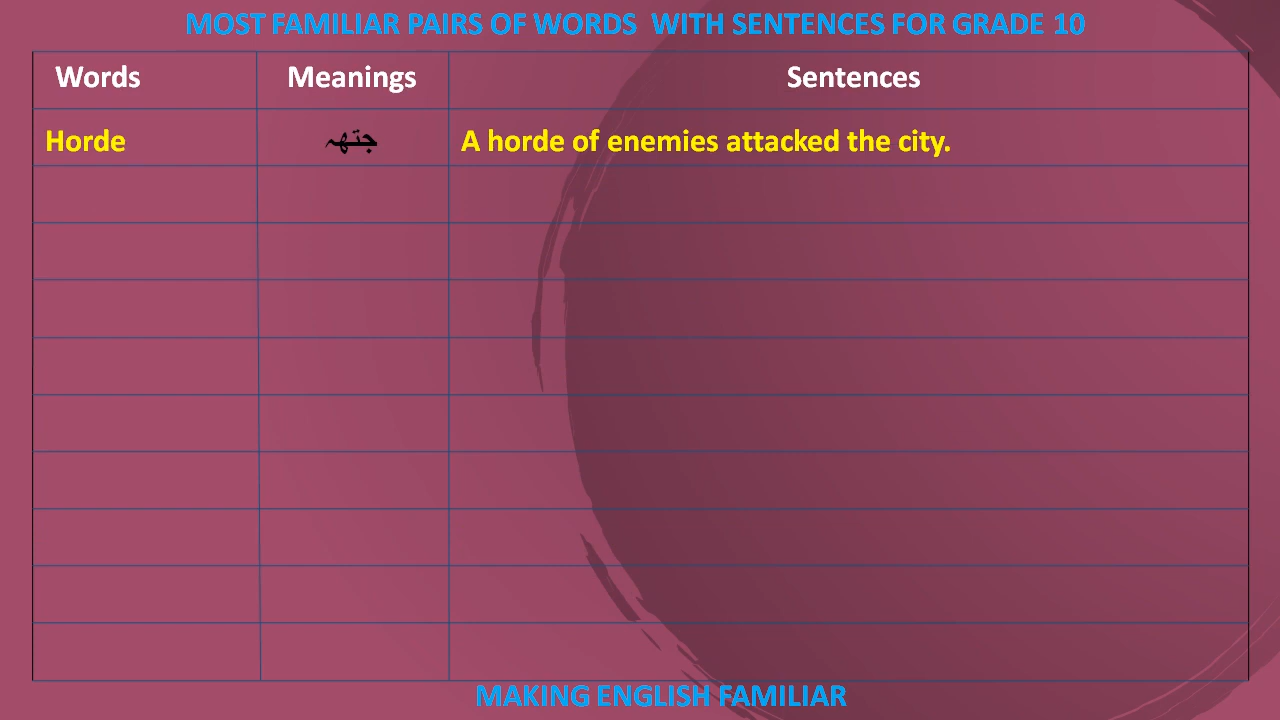 MOST FAMILIAR PAIRS OF WORDS WITH SENTENCES FOR GRADE 10
Words Meanings Sentences
Horde جتھہ A horde of enemies attacked the city.
MAKING ENGLISH FAMILIAR